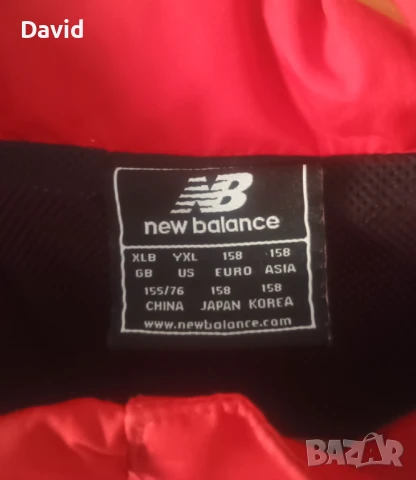 David
NB
new balance
XLB YXL 158 158
GB US EURO ASIA
155/76 158 158
CHINA JAPAN KOREA
www.newbalance.com
BAZAR